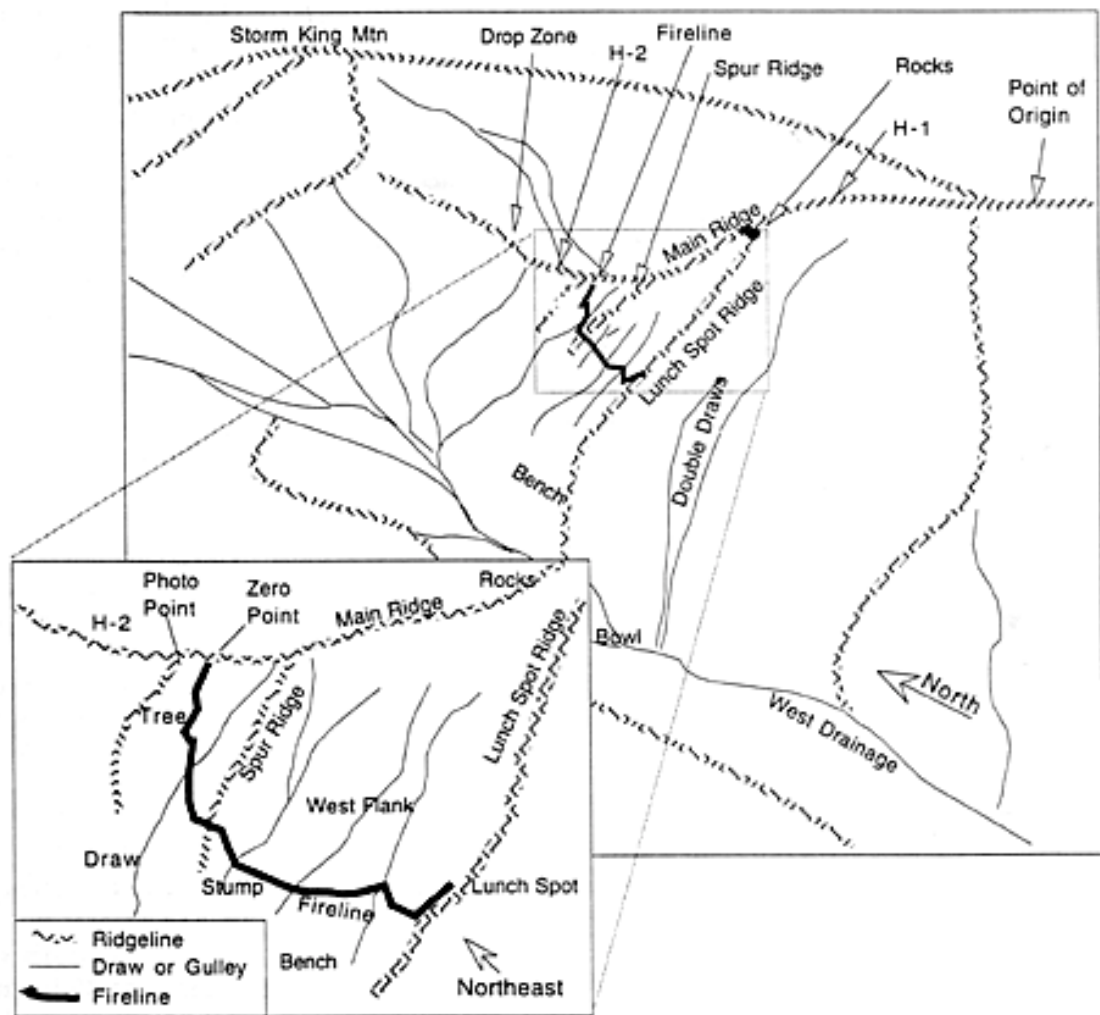 Storm King Mtn
Drop Zone
H-2
Fireline
Spur Ridge
Rocks
H-1
Point of
Origin
Main Ridge
Lunch Spot Ridge
Double Draws
Bench
Bowl
North
West Drainage
Photo
Point
Zero
Point
Rocks
H-2
Main Ridge
Lunch Spot Ridge
Tree
Spur Ridge
West Flank
Draw
Stump
Fireline
Lunch Spot
Bench
Northeast
Ridgeline
Draw or Gulley
Fireline